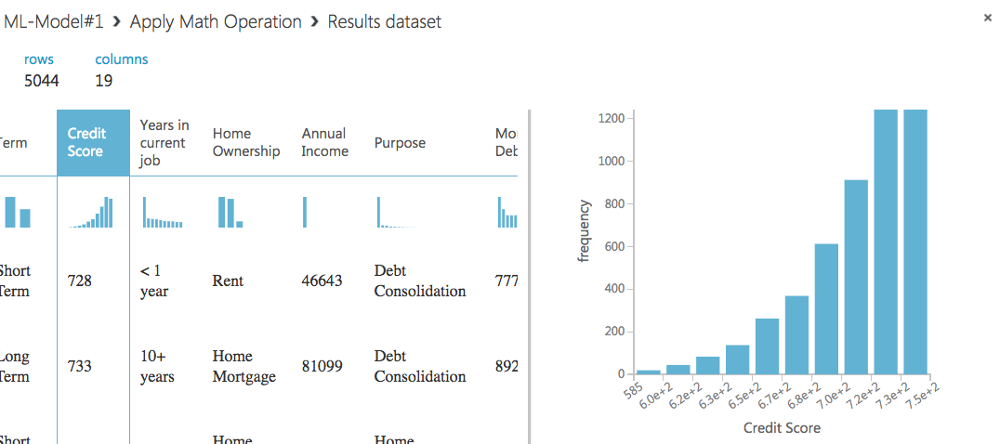 ML-Model#1 › Apply Math Operation › Results dataset ×
rows columns
5044 19
Term
Credit Score
Years in current job
Home Ownership
Annual Income
Purpose
Mo
Deb
Short Term 728 < 1 year Rent 46643 Debt Consolidation 777
Long Term 733 10+ years Home Mortgage 81099 Debt Consolidation 892
Short Home Home
frequency
1200
1000
800
600
400
200
0
585 6.0e+2 6.2e+2 6.3e+2 6.5e+2 6.7e+2 6.8e+2 7.0e+2 7.2e+2 7.3e+2 7.5e+2
Credit Score